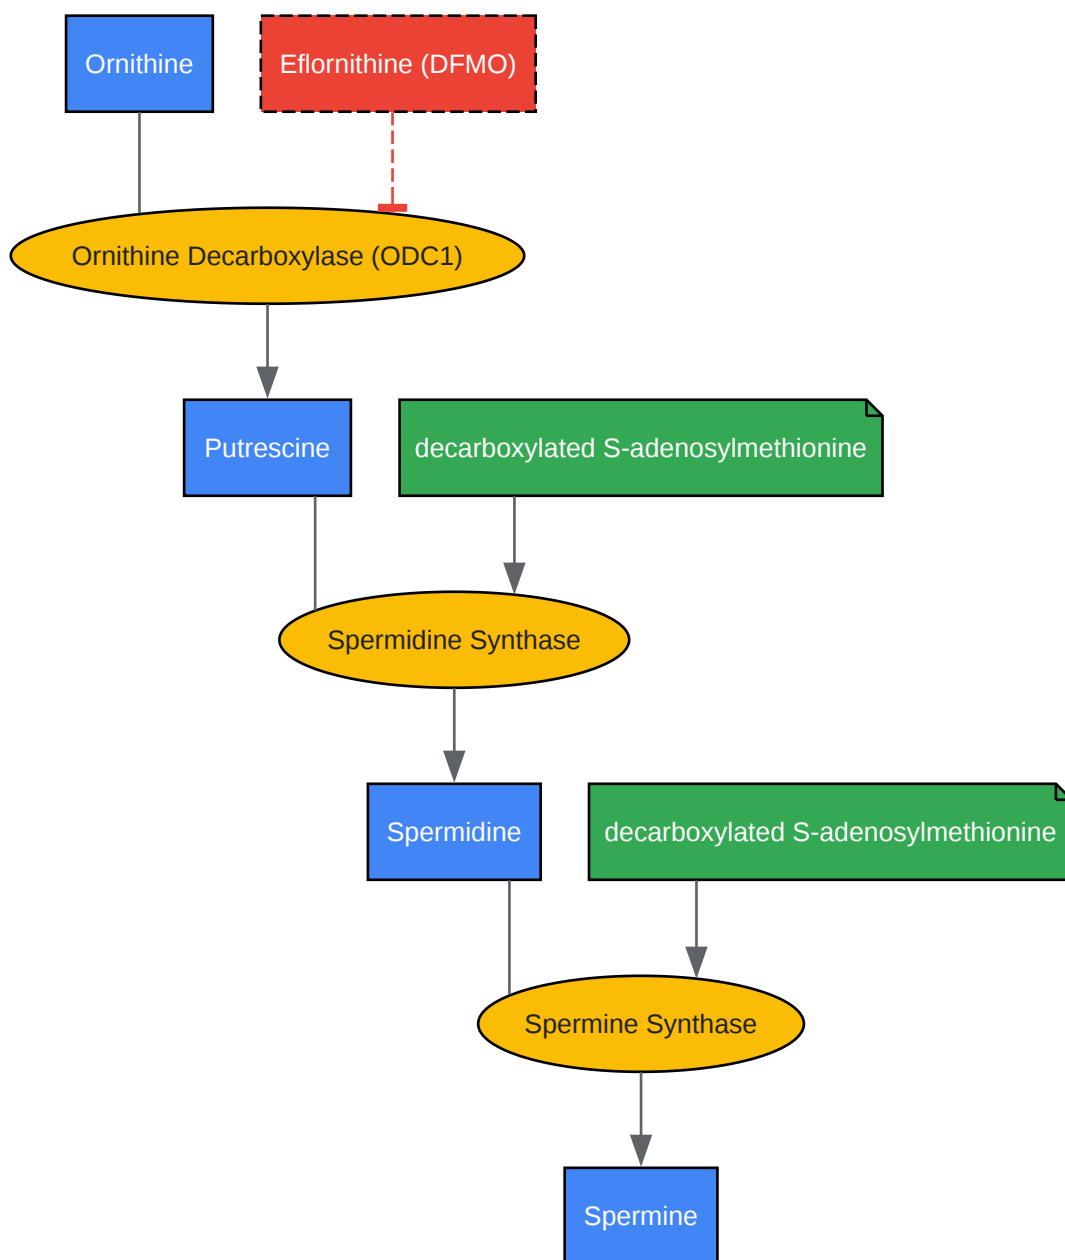 Ornithine
Eflornithine (DFMO)
Ornithine Decarboxylase (ODC1)
Putrescine
decarboxylated S-adenosylmethionine
Spermidine Synthase
Spermidine
decarboxylated S-adenosylmethionine
Spermine Synthase
Spermine